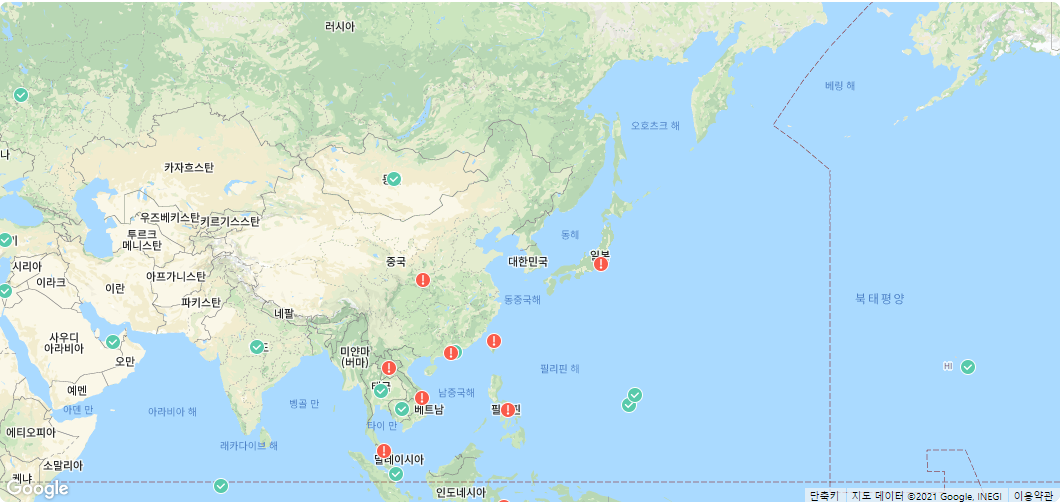 러시아
베링 해
오호츠크 해
카자흐스탄
우즈베키스탄
키르기스스탄
투르크
메니스탄
동해
시리아
이라크
이란
아프가니스탄
중국
대한민국
일본
파키스탄
네팔
동중국해
북태평양
사우디
아라비아
오만
미얀마
(버마)
필리핀 해
HI
예멘
태국
남중국해
아덴 만
아라비아 해
벵골 만
베트남
타이 만
에티오피아
래카다이브 해
말레이시아
소말리아
케냐
인도네시아
Google
단축키
지도 데이터 ©2021 Google, INEGI
이용약관